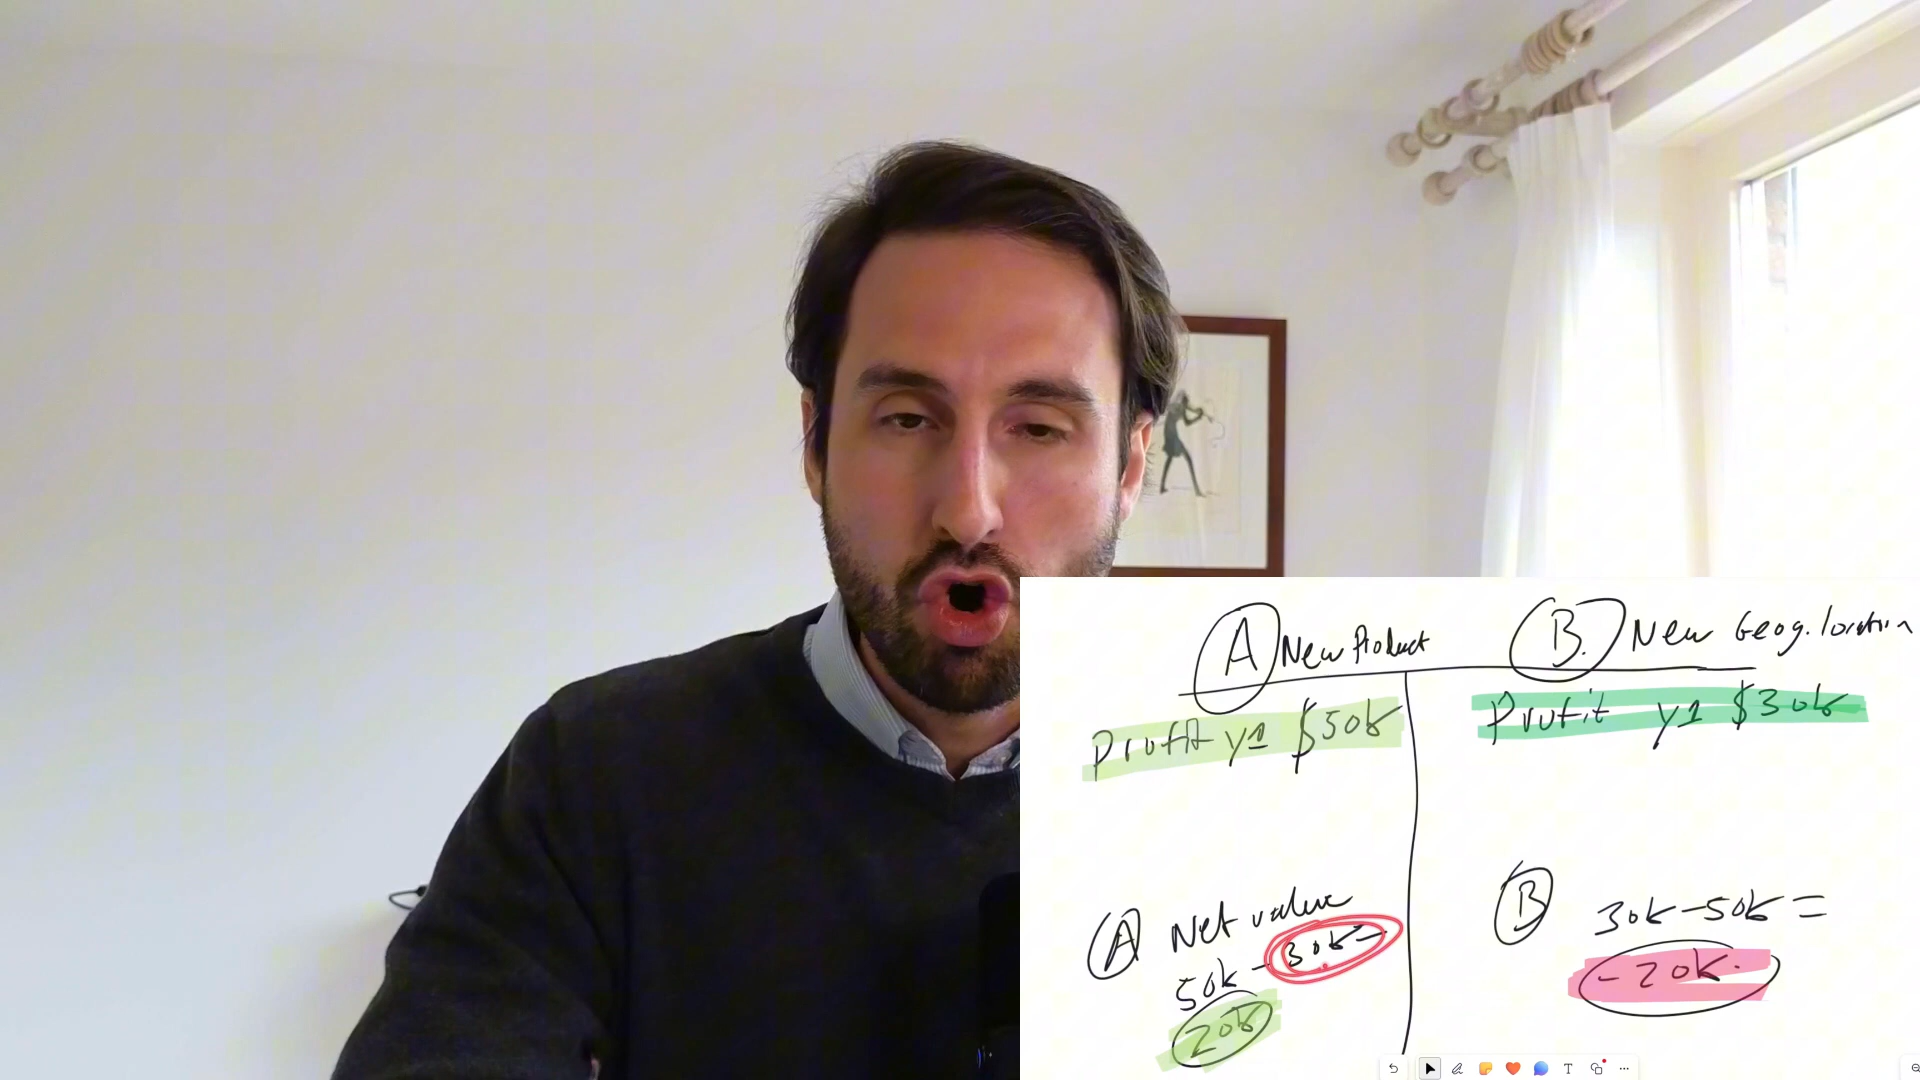 A New Product
B. New Geog. location
Profit y1 $50k
Profit y1 $30k
A Net value
50k - 30k =
20k
B 30k - 50k =
- 20k.
T